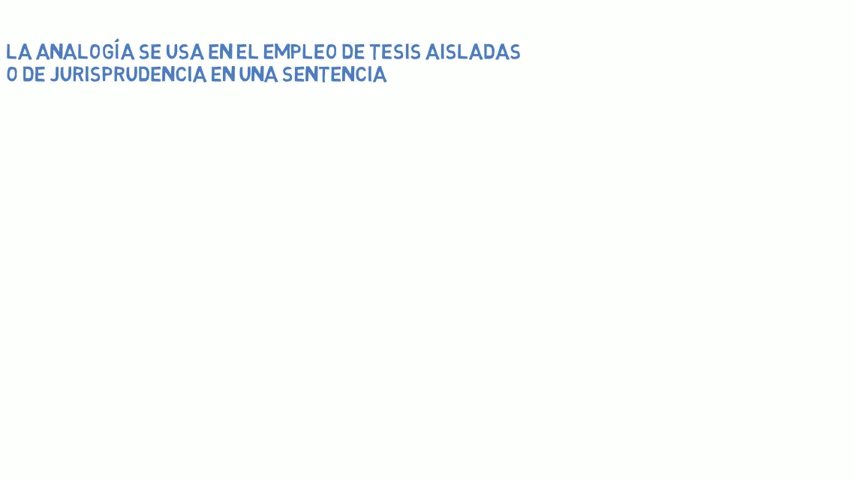 LA ANALOGÍA SE USA EN EL EMPLEO DE TESIS AISLADAS
O DE JURISPRUDENCIA EN UNA SENTENCIA